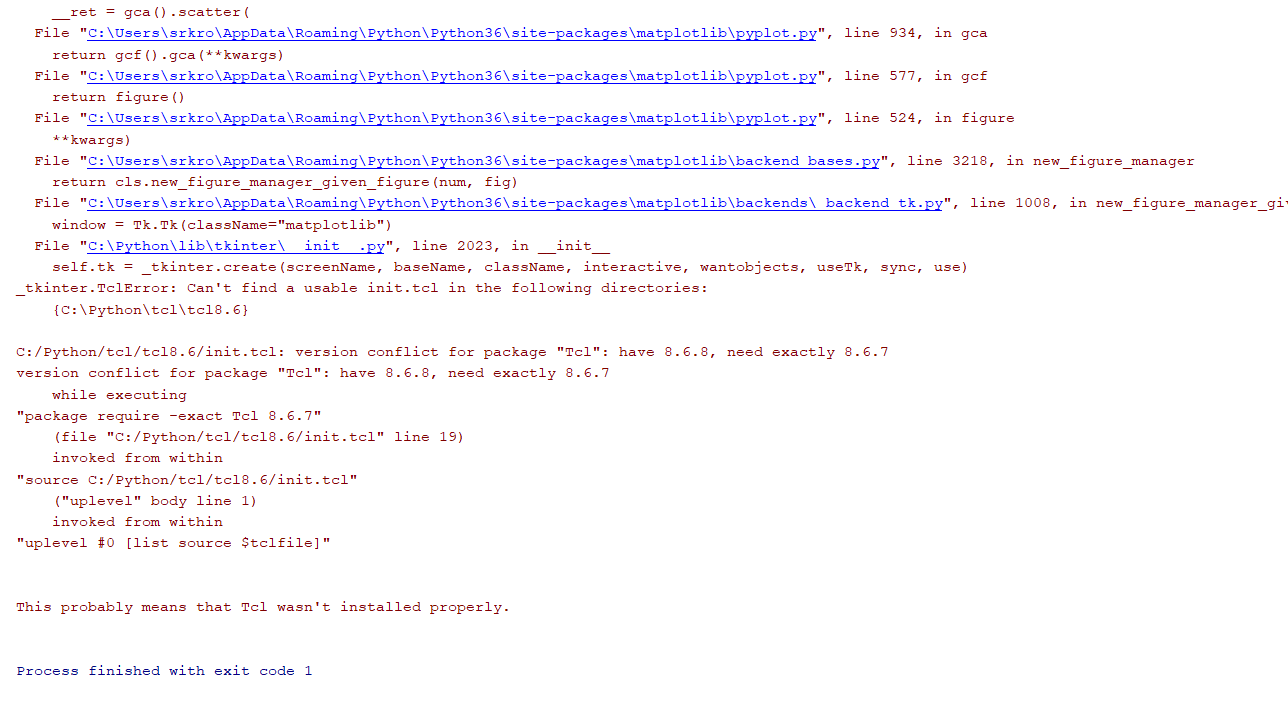 __ret = gca().scatter(
File "C:\Users\srkro\AppData\Roaming\Python\Python36\site-packages\matplotlib\pyplot.py", line 934, in gca
return gcf().gca(**kwargs)
File "C:\Users\srkro\AppData\Roaming\Python\Python36\site-packages\matplotlib\pyplot.py", line 577, in gcf
return figure()
File "C:\Users\srkro\AppData\Roaming\Python\Python36\site-packages\matplotlib\pyplot.py", line 524, in figure
**kwargs)
File "C:\Users\srkro\AppData\Roaming\Python\Python36\site-packages\matplotlib\backend_bases.py", line 3218, in new_figure_manager
return cls.new_figure_manager_given_figure(num, fig)
File "C:\Users\srkro\AppData\Roaming\Python\Python36\site-packages\matplotlib\backends\_backend_tk.py", line 1008, in new_figure_manager_gi
window = Tk.Tk(className="matplotlib")
File "C:\Python\lib\tkinter\__init__.py", line 2023, in __init__
self.tk = _tkinter.create(screenName, baseName, className, interactive, wantobjects, useTk, sync, use)
_tkinter.TclError: Can't find a usable init.tcl in the following directories:
{C:\Python\tcl\tcl8.6}
C:/Python/tcl/tcl8.6/init.tcl: version conflict for package "Tcl": have 8.6.8, need exactly 8.6.7
version conflict for package "Tcl": have 8.6.8, need exactly 8.6.7
while executing
"package require -exact Tcl 8.6.7"
(file "C:/Python/tcl/tcl8.6/init.tcl" line 19)
invoked from within
"source C:/Python/tcl/tcl8.6/init.tcl"
("uplevel" body line 1)
invoked from within
"uplevel #0 [list source $tclfile]"
This probably means that Tcl wasn't installed properly.
Process finished with exit code 1